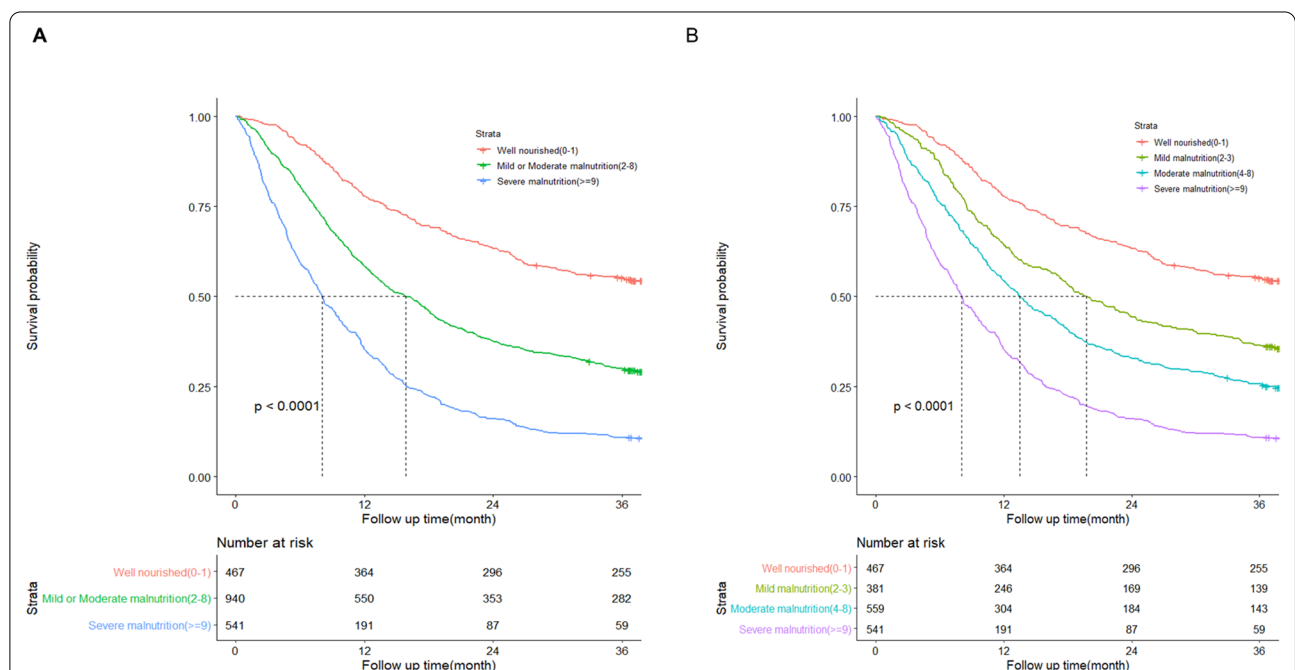 A
Strata
Well nourished(0-1)
Mild or Moderate malnutrition(2-8)
Severe malnutrition(>=9)
Survival probability
1.00
0.75
0.50
0.25
0.00
p < 0.0001
0 12 24 36
Follow up time(month)
Number at risk
Strata
Well nourished(0-1) 467 364 296 255
Mild or Moderate malnutrition(2-8) 940 550 353 282
Severe malnutrition(>=9) 541 191 87 59
0 12 24 36
Follow up time(month)
B
Strata
Well nourished(0-1)
Mild malnutrition(2-3)
Moderate malnutrition(4-8)
Severe malnutrition(>=9)
Survival probability
1.00
0.75
0.50
0.25
0.00
p < 0.0001
0 12 24 36
Follow up time(month)
Number at risk
Strata
Well nourished(0-1) 467 364 296 255
Mild malnutrition(2-3) 381 246 169 139
Moderate malnutrition(4-8) 559 304 184 143
Severe malnutrition(>=9) 541 191 87 59
0 12 24 36
Follow up time(month)